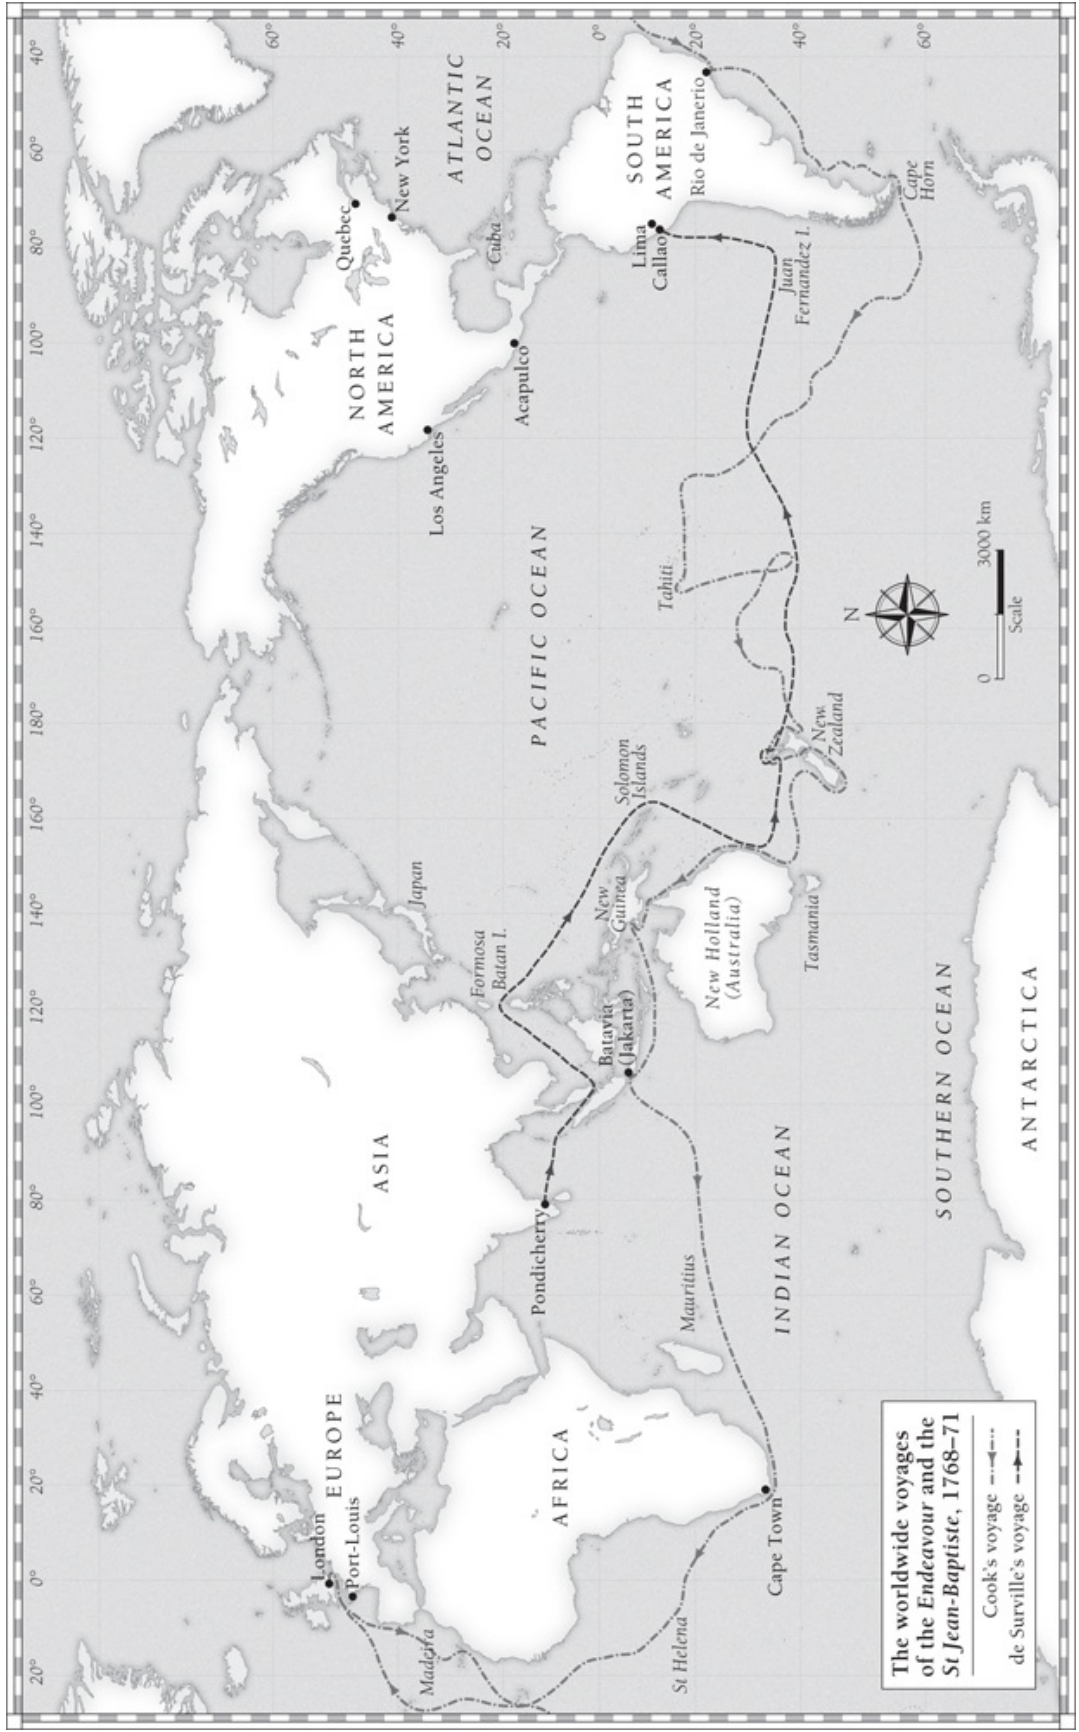 20°
0°
20°
40°
60°
80°
100°
120°
140°
160°
180°
160°
140°
120°
100°
80°
60°
40°
60°
40°
20°
0°
20°
40°
60°
London
Port-Louis
EUROPE
Madeira
AFRICA
St Helena
Cape Town
ASIA
Pondicherry
Mauritius
INDIAN OCEAN
Japan
Formosa
Batan I.
Batavia
(Jakarta)
New
Guinea
Solomon
Islands
New Holland
(Australia)
Tasmania
New
Zealand
SOUTHERN OCEAN
ANTARCTICA
PACIFIC OCEAN
Tahiti
NORTH
AMERICA
Los Angeles
Acapulco
Quebec
New York
Cuba
ATLANTIC
OCEAN
SOUTH
AMERICA
Lima
Callao
Rio de Janerio
Juan
Fernandez I.
Cape
Horn
N
0
3000 km
Scale
The worldwide voyages
of the Endeavour and the
St Jean-Baptiste, 1768–71
Cook's voyage
de Surville's voyage